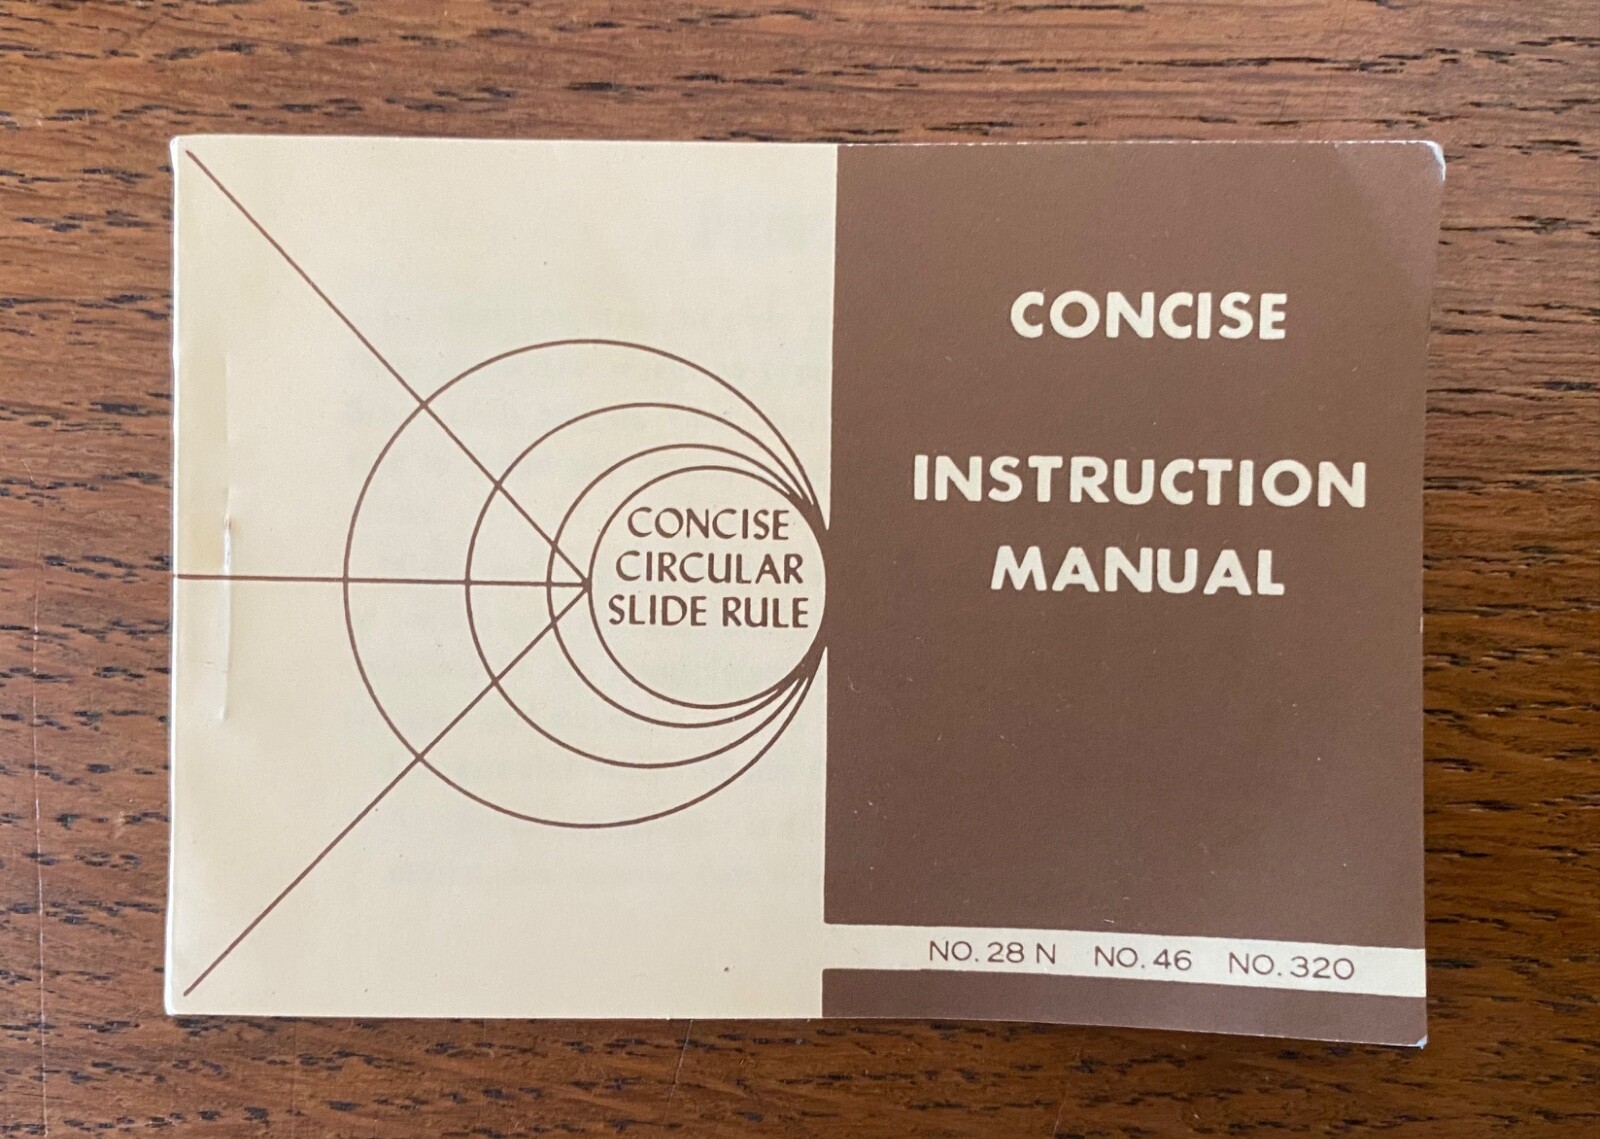 CONCISE
CIRCULAR
SLIDE RULE
CONCISE
INSTRUCTION
MANUAL
NO. 28 N NO. 46 NO. 320